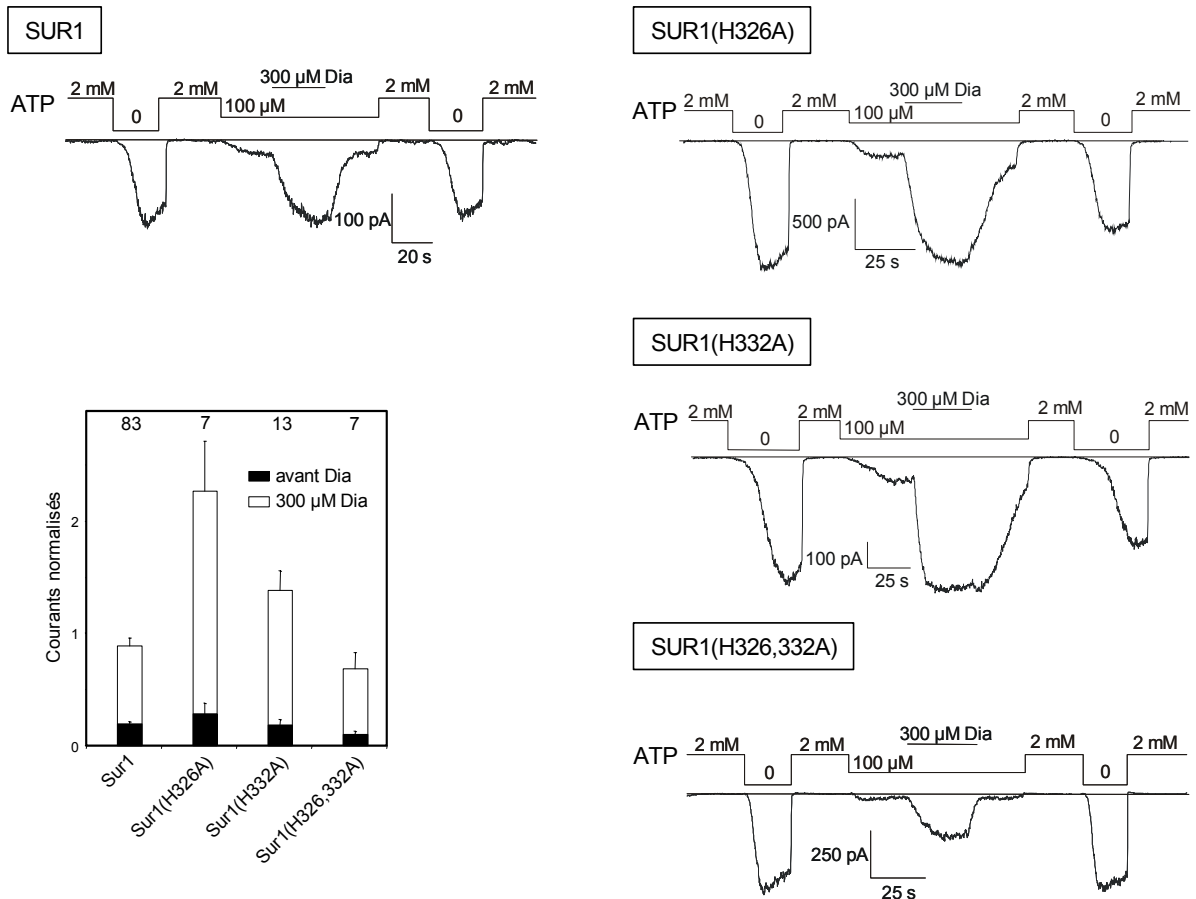 SUR1
300 µM Dia
2 mM 2 mM 2 mM 2 mM
ATP
0 100 µM 0
100 pA
20 s
SUR1(H326A)
300 µM Dia
2 mM 2 mM 2 mM 2 mM
ATP
0 100 µM 0
500 pA
25 s
SUR1(H332A)
300 µM Dia
2 mM 2 mM 2 mM 2 mM
ATP
0 100 µM 0
100 pA
25 s
SUR1(H326,332A)
300 µM Dia
2 mM 2 mM 2 mM 2 mM
ATP
0 100 µM 0
250 pA
25 s
83 7 13 7
avant Dia
300 µM Dia
Courants normalisés
2
1
0
Sur1
Sur1(H326A)
Sur1(H332A)
Sur1(H326,332A)